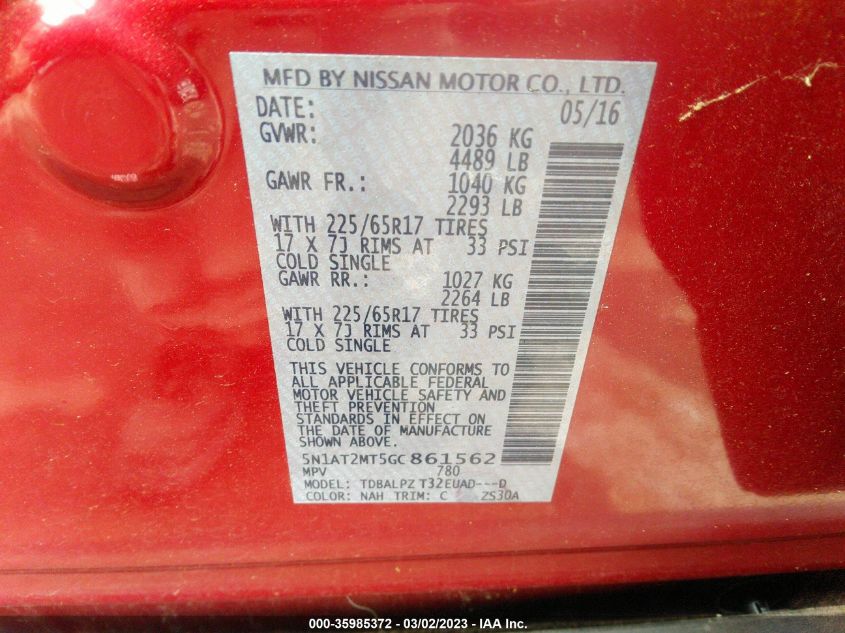 MFD BY NISSAN MOTOR CO., LTD.
DATE: 05/16
GVWR: 2036 KG
4489 LB
GAWR FR.: 1040 KG
2293 LB
WITH 225/65R17 TIRES
17 X 7J RIMS AT 33 PSI
COLD SINGLE
GAWR RR.: 1027 KG
2264 LB
WITH 225/65R17 TIRES
17 X 7J RIMS AT 33 PSI
COLD SINGLE
THIS VEHICLE CONFORMS TO
ALL APPLICABLE FEDERAL
MOTOR VEHICLE SAFETY AND
THEFT PREVENTION
STANDARDS IN EFFECT ON
THE DATE OF MANUFACTURE
SHOWN ABOVE.
5N1AT2MT5GC861562
MPV 780
MODEL: TDBALPZ T32EUAD---D
COLOR: NAH TRIM: C ZS30A
000-35985372 — 03/02/2023 — IAA Inc.